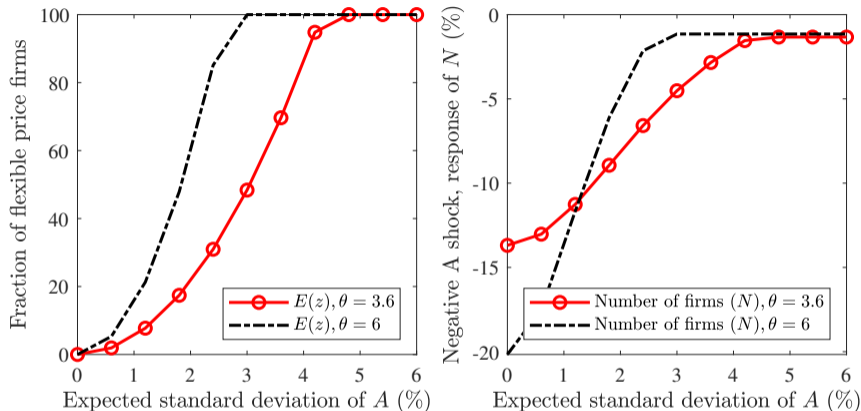 Fraction of flexible price firms
100
80
60
40
20
0
E(z), θ = 3.6
E(z), θ = 6
0 1 2 3 4 5 6
Expected standard deviation of A (%)
Negative A shock, response of N (%)
0
-5
-10
-15
-20
Number of firms (N), θ = 3.6
Number of firms (N), θ = 6
0 1 2 3 4 5 6
Expected standard deviation of A (%)